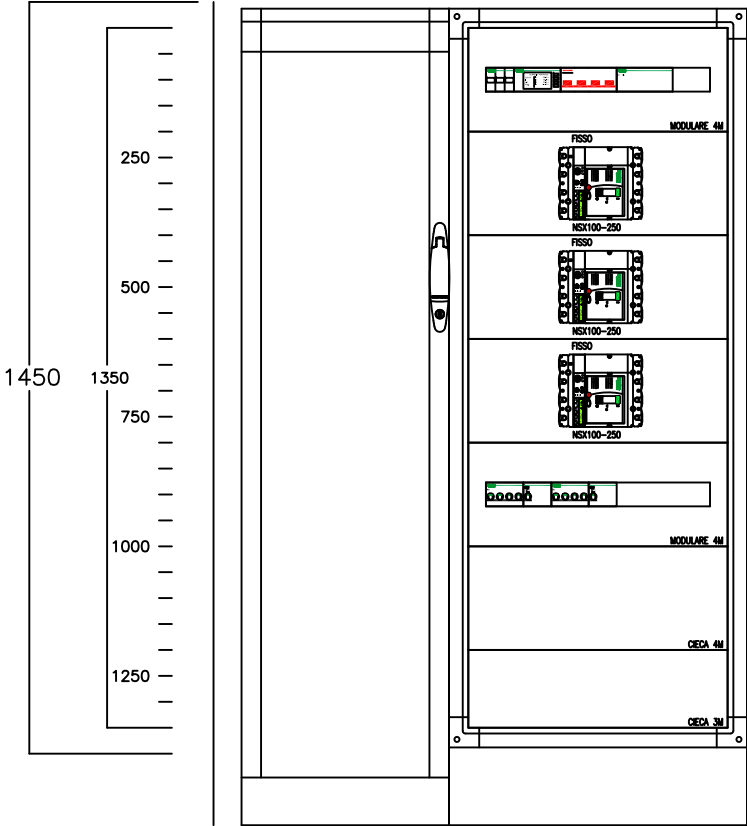 MODULARE 4M
FISSO
250
NSX100-250
FISSO
500
NSX100-250
FISSO
1450
1350
750
NSX100-250
MODULARE 4M
1000
CIECA 4M
1250
CIECA 3M